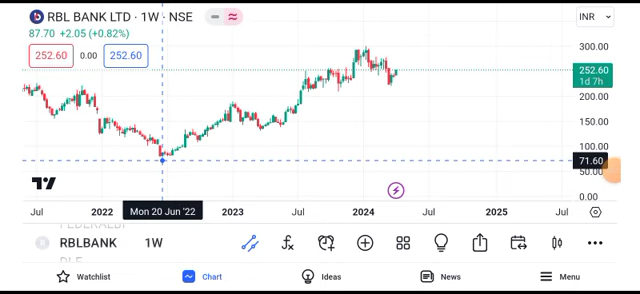 RBL BANK LTD · 1W · NSE
INR
87.70 +2.05 (+0.82%)
252.60 0.00 252.60
300.00
252.60
1d 7h
200.00
150.00
100.00
71.60
50.00
0.00
Jul 2022 Mon 20 Jun '22 2023 Jul 2024 Jul 2025 Jul
RBLBANK 1W
Watchlist Chart Ideas News Menu